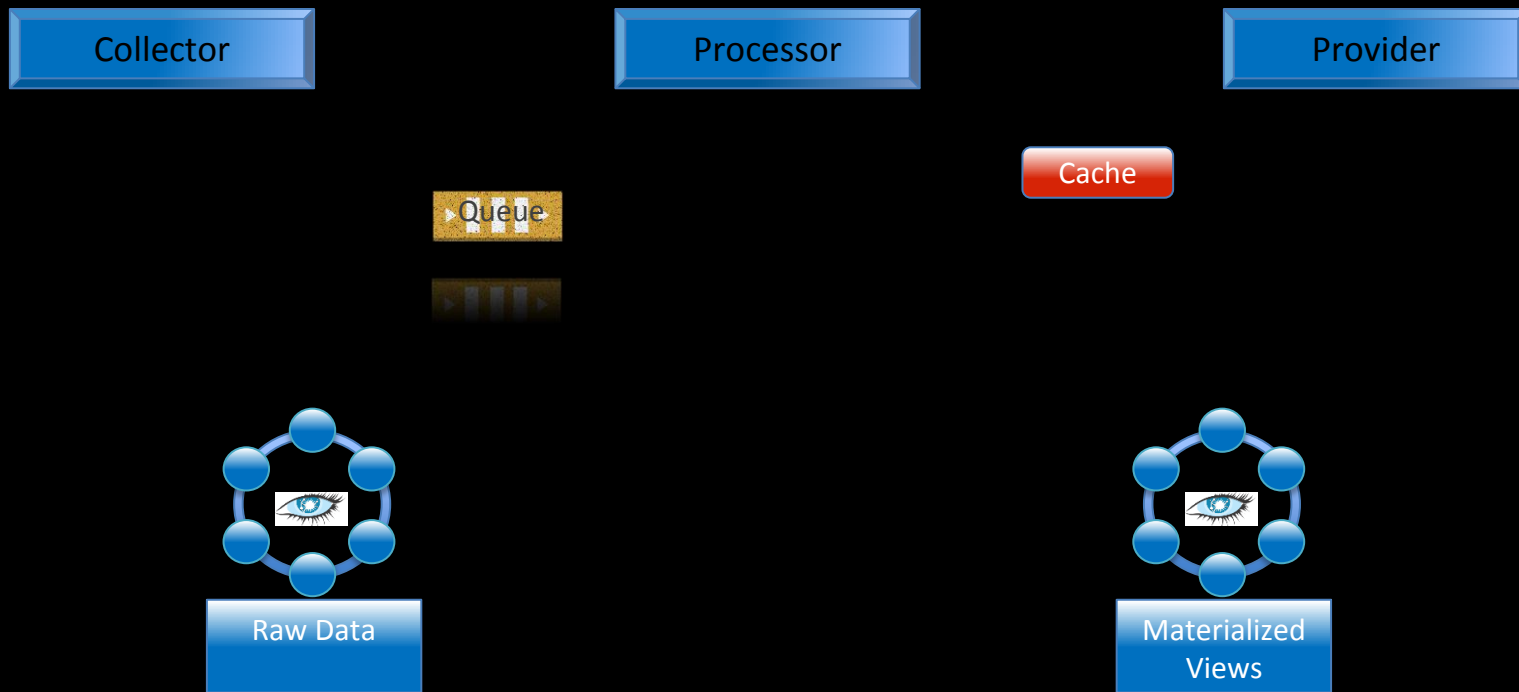 Collector
Processor
Provider
Cache
Queue
Raw Data
Materialized
Views